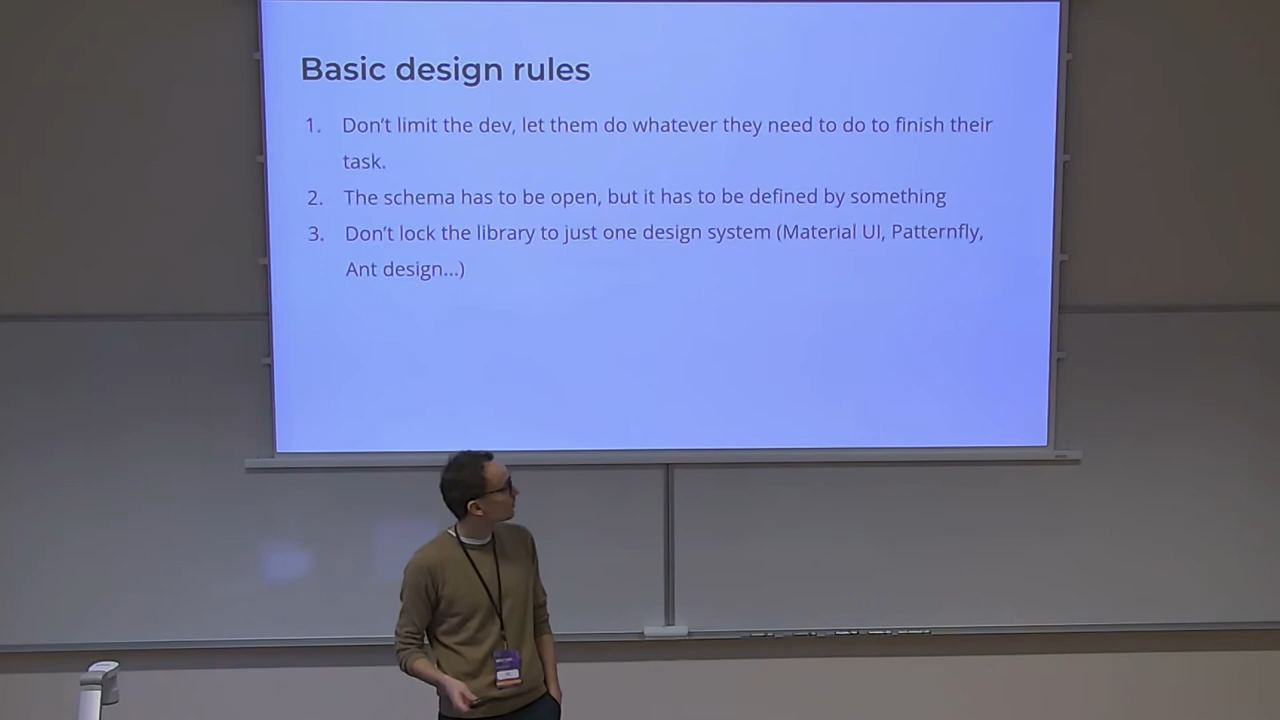 Basic design rules
1. Don't limit the dev, let them do whatever they need to do to finish their
task.
2. The schema has to be open, but it has to be defined by something
3. Don't lock the library to just one design system (Material UI, Patternfly,
Ant design...)